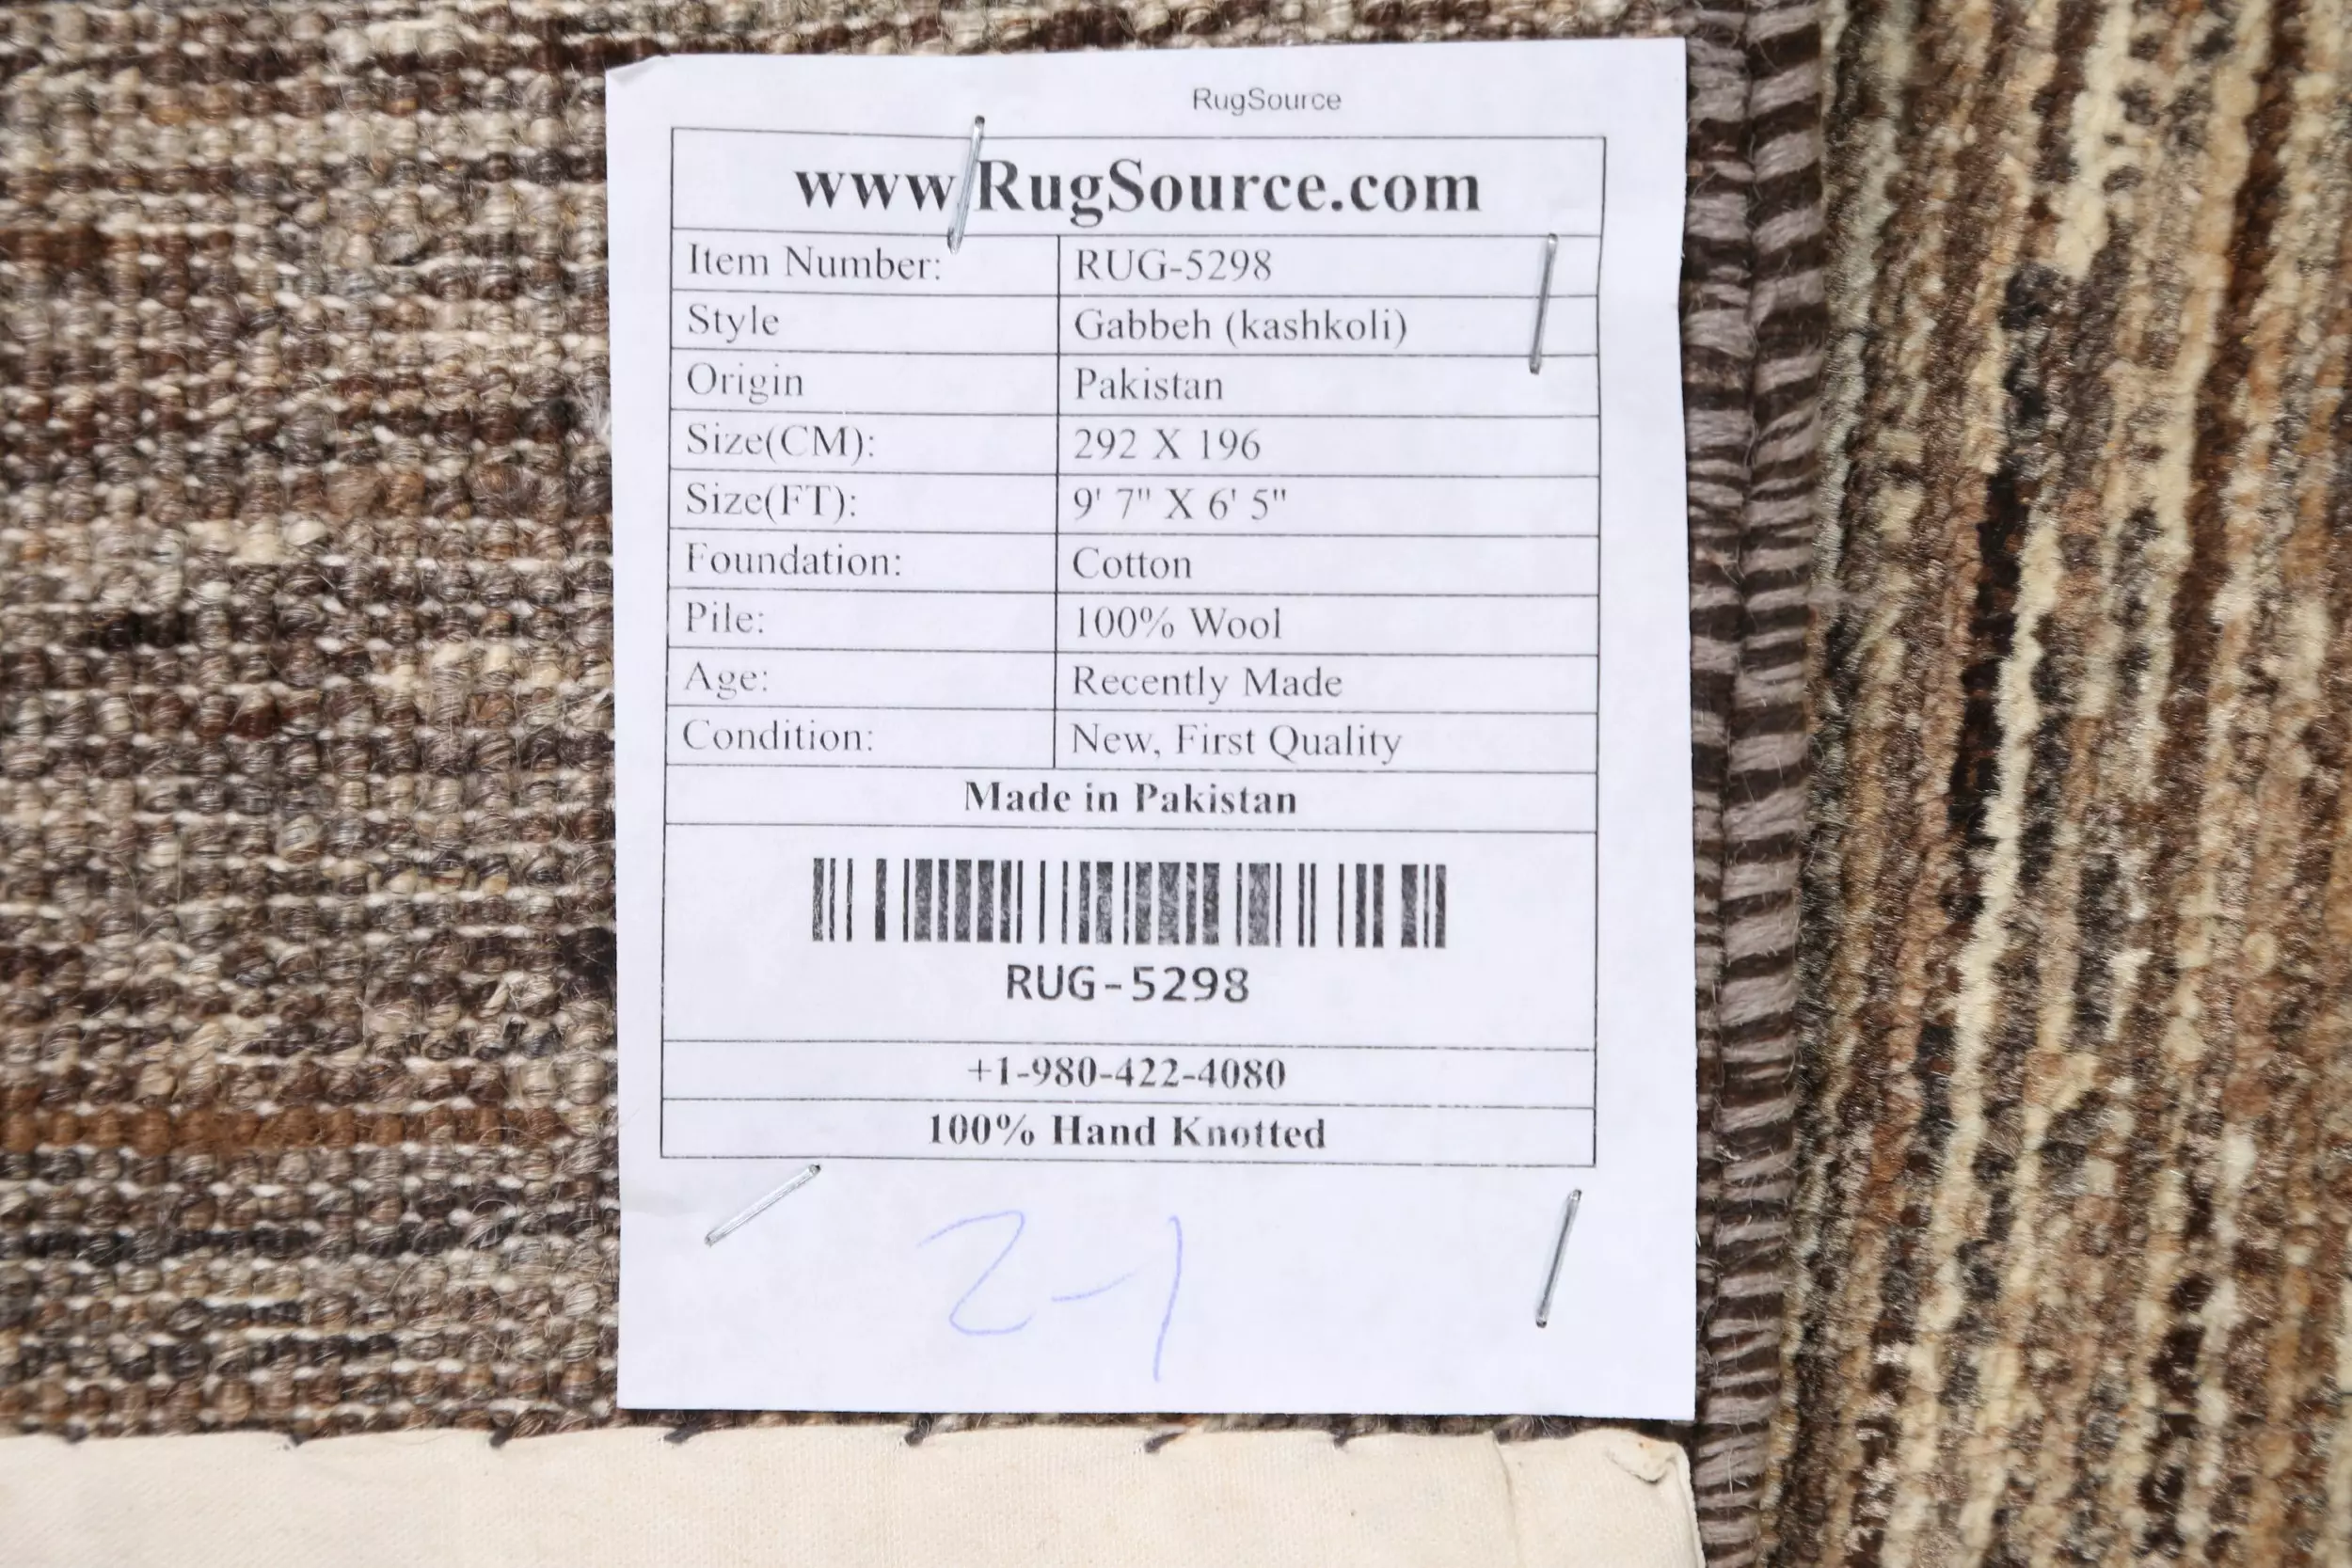 RugSource
www.RugSource.com
Item Number: RUG-5298
Style Gabbeh (kashkoli)
Origin Pakistan
Size(CM): 292 X 196
Size(FT): 9' 7" X 6' 5"
Foundation: Cotton
Pile: 100% Wool
Age: Recently Made
Condition: New, First Quality
Made in Pakistan
RUG-5298
+1-980-422-4080
100% Hand Knotted
2-1